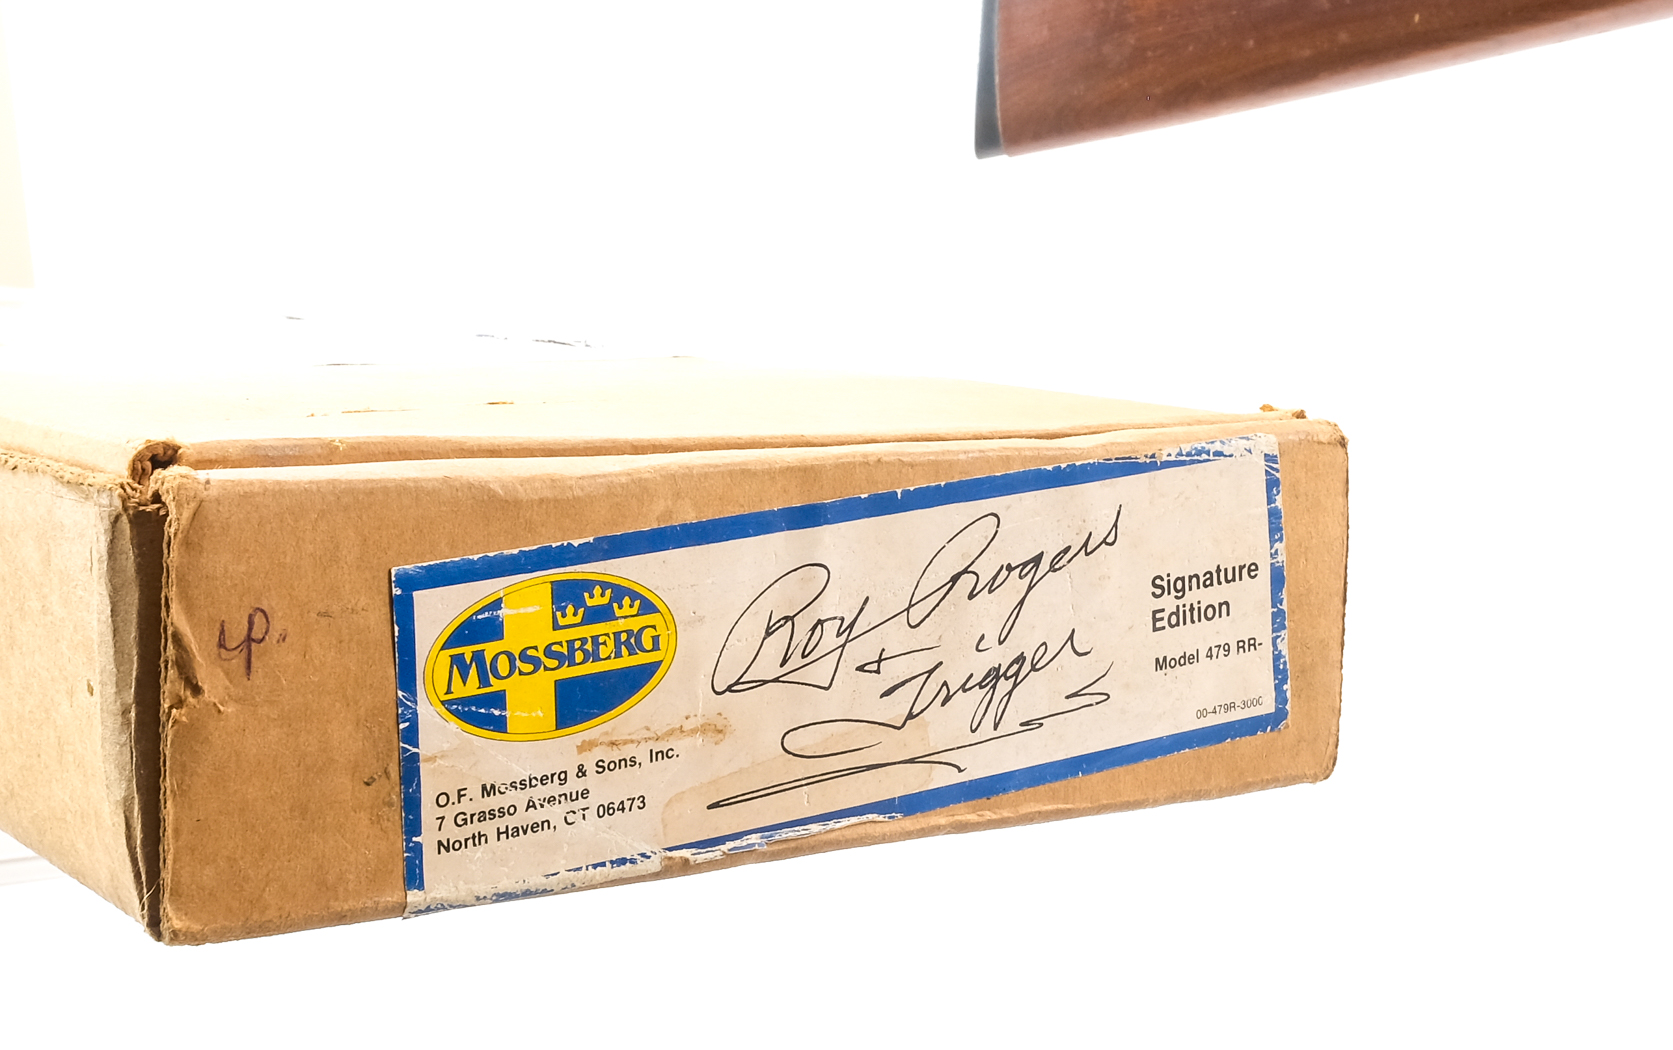 MOSSBERG
O.F. Mossberg & Sons, Inc.
7 Grasso Avenue
North Haven, CT 06473
Roy Rogers
+ Trigger
Signature
Edition
Model 479 RR-
00-479R-3000